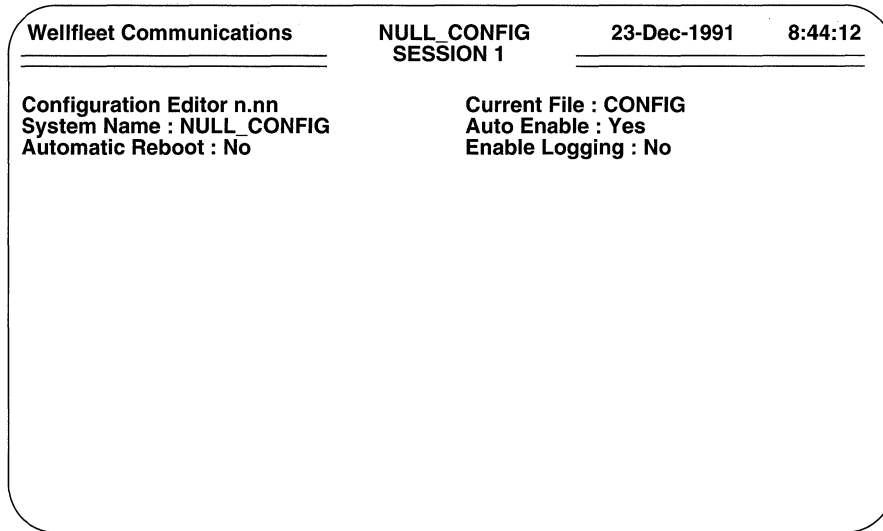 Wellfleet Communications NULL_CONFIG 23-Dec-1991 8:44:12
SESSION 1
Configuration Editor n.nn Current File : CONFIG
System Name : NULL_CONFIG Auto Enable : Yes
Automatic Reboot : No Enable Logging : No